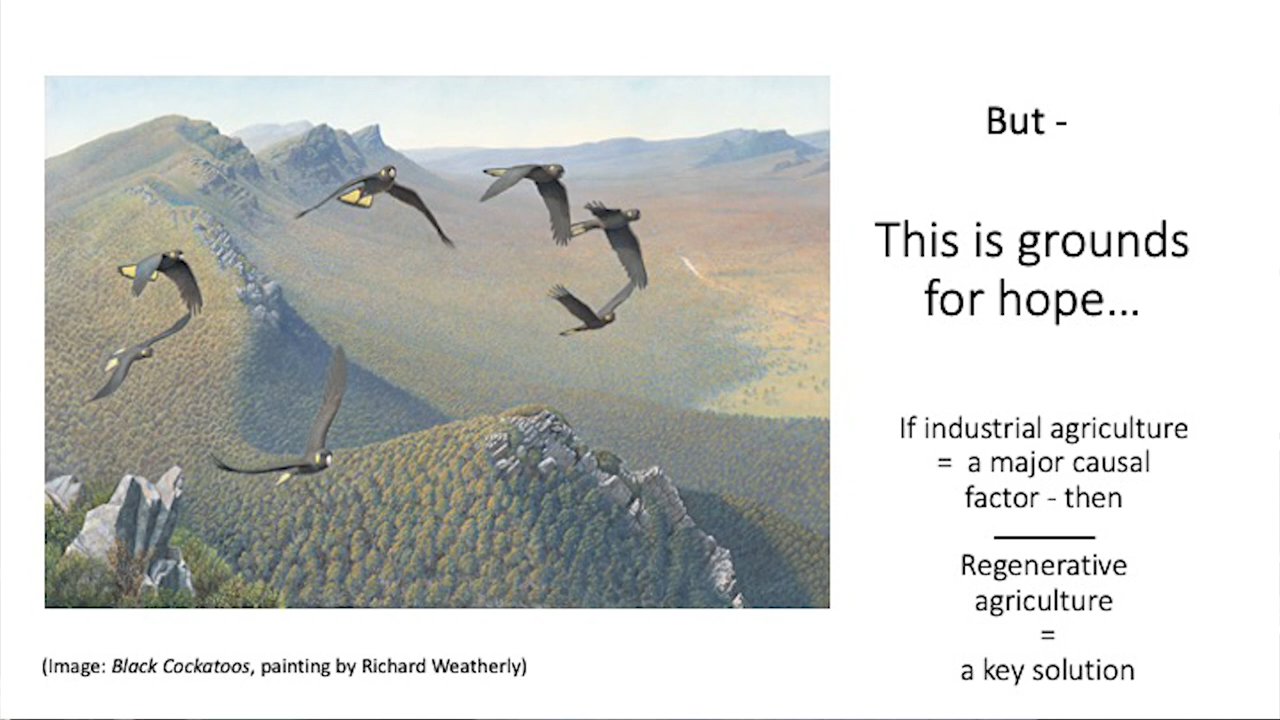 But -
This is grounds
for hope...
If industrial agriculture
= a major causal
factor - then
Regenerative
agriculture
=
a key solution
(Image: Black Cockatoos, painting by Richard Weatherly)